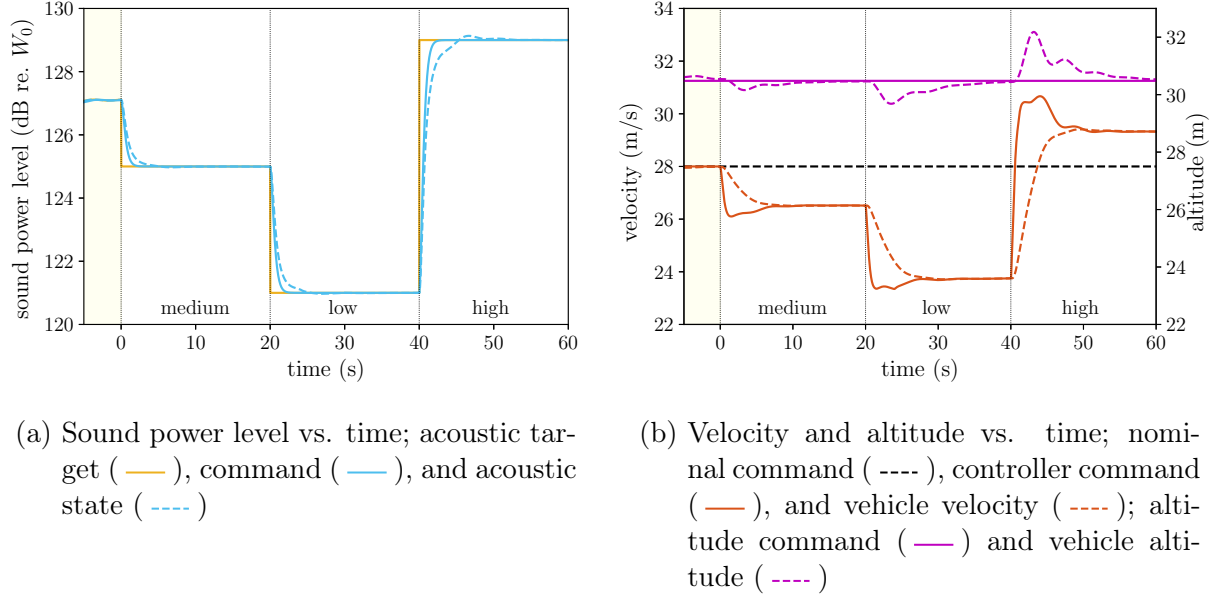 130
128
126
124
122
120
sound power level (dB re. W0)
medium
low
high
0
10
20
30
40
50
60
time (s)
34
32
30
28
26
24
22
velocity (m/s)
medium
low
high
0
10
20
30
40
50
60
time (s)
32
30
28
26
24
22
altitude (m)
(a) Sound power level vs. time; acoustic tar-
get ( ), command ( ), and acoustic
state ( )
(b) Velocity and altitude vs. time; nomi-
nal command ( ), controller command
( ), and vehicle velocity ( ); alti-
tude command ( ) and vehicle alti-
tude ( )